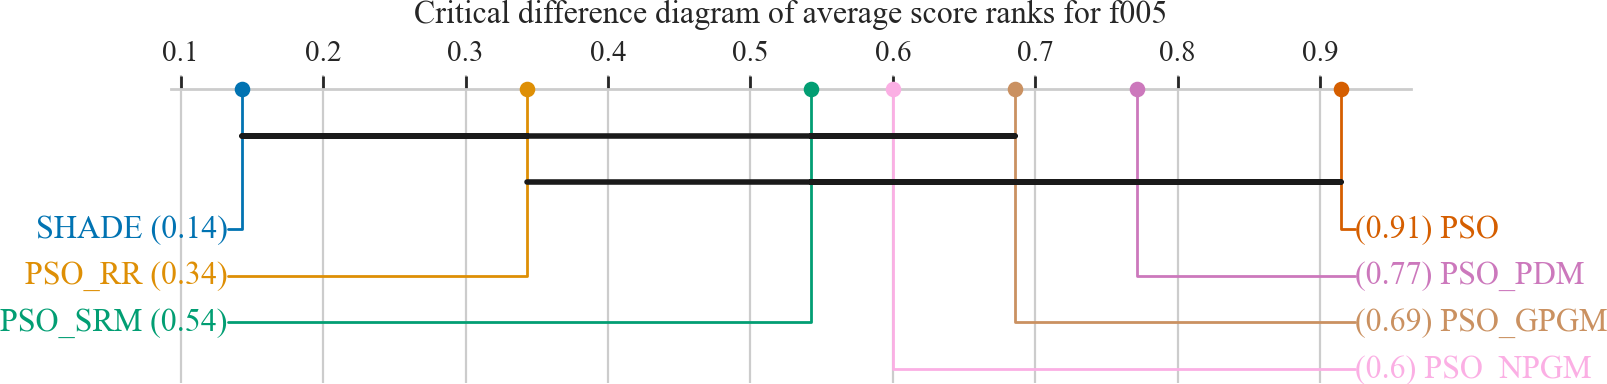 Critical difference diagram of average score ranks for f005
0.1 0.2 0.3 0.4 0.5 0.6 0.7 0.8 0.9
SHADE (0.14) (0.91) PSO
PSO_RR (0.34) (0.77) PSO_PDM
PSO_SRM (0.54) (0.69) PSO_GPGM
(0.6) PSO_NPGM